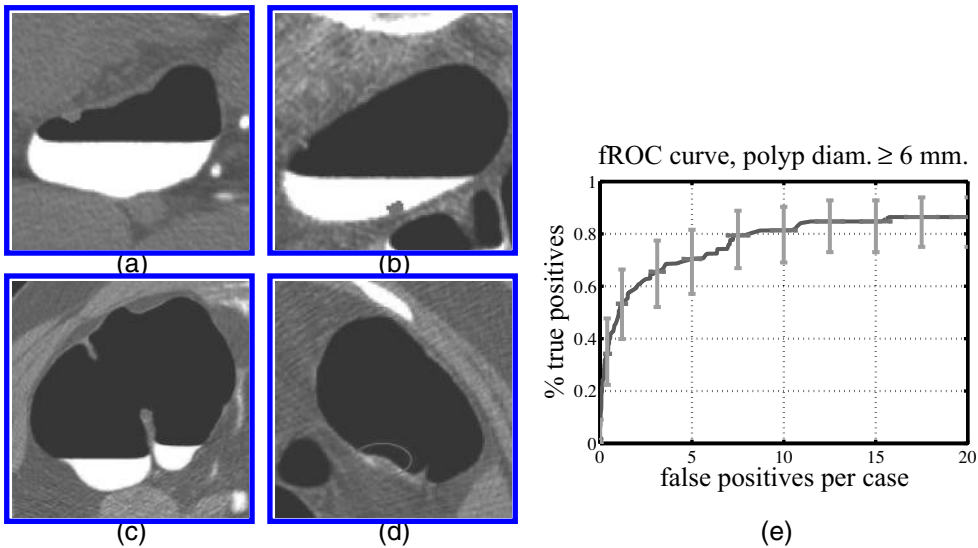 (a)
(b)
(c)
(d)
fROC curve, polyp diam. ≥ 6 mm.
1
0.8
0.6
0.4
0.2
0
% true positives
0 5 10 15 20
false positives per case
(e)